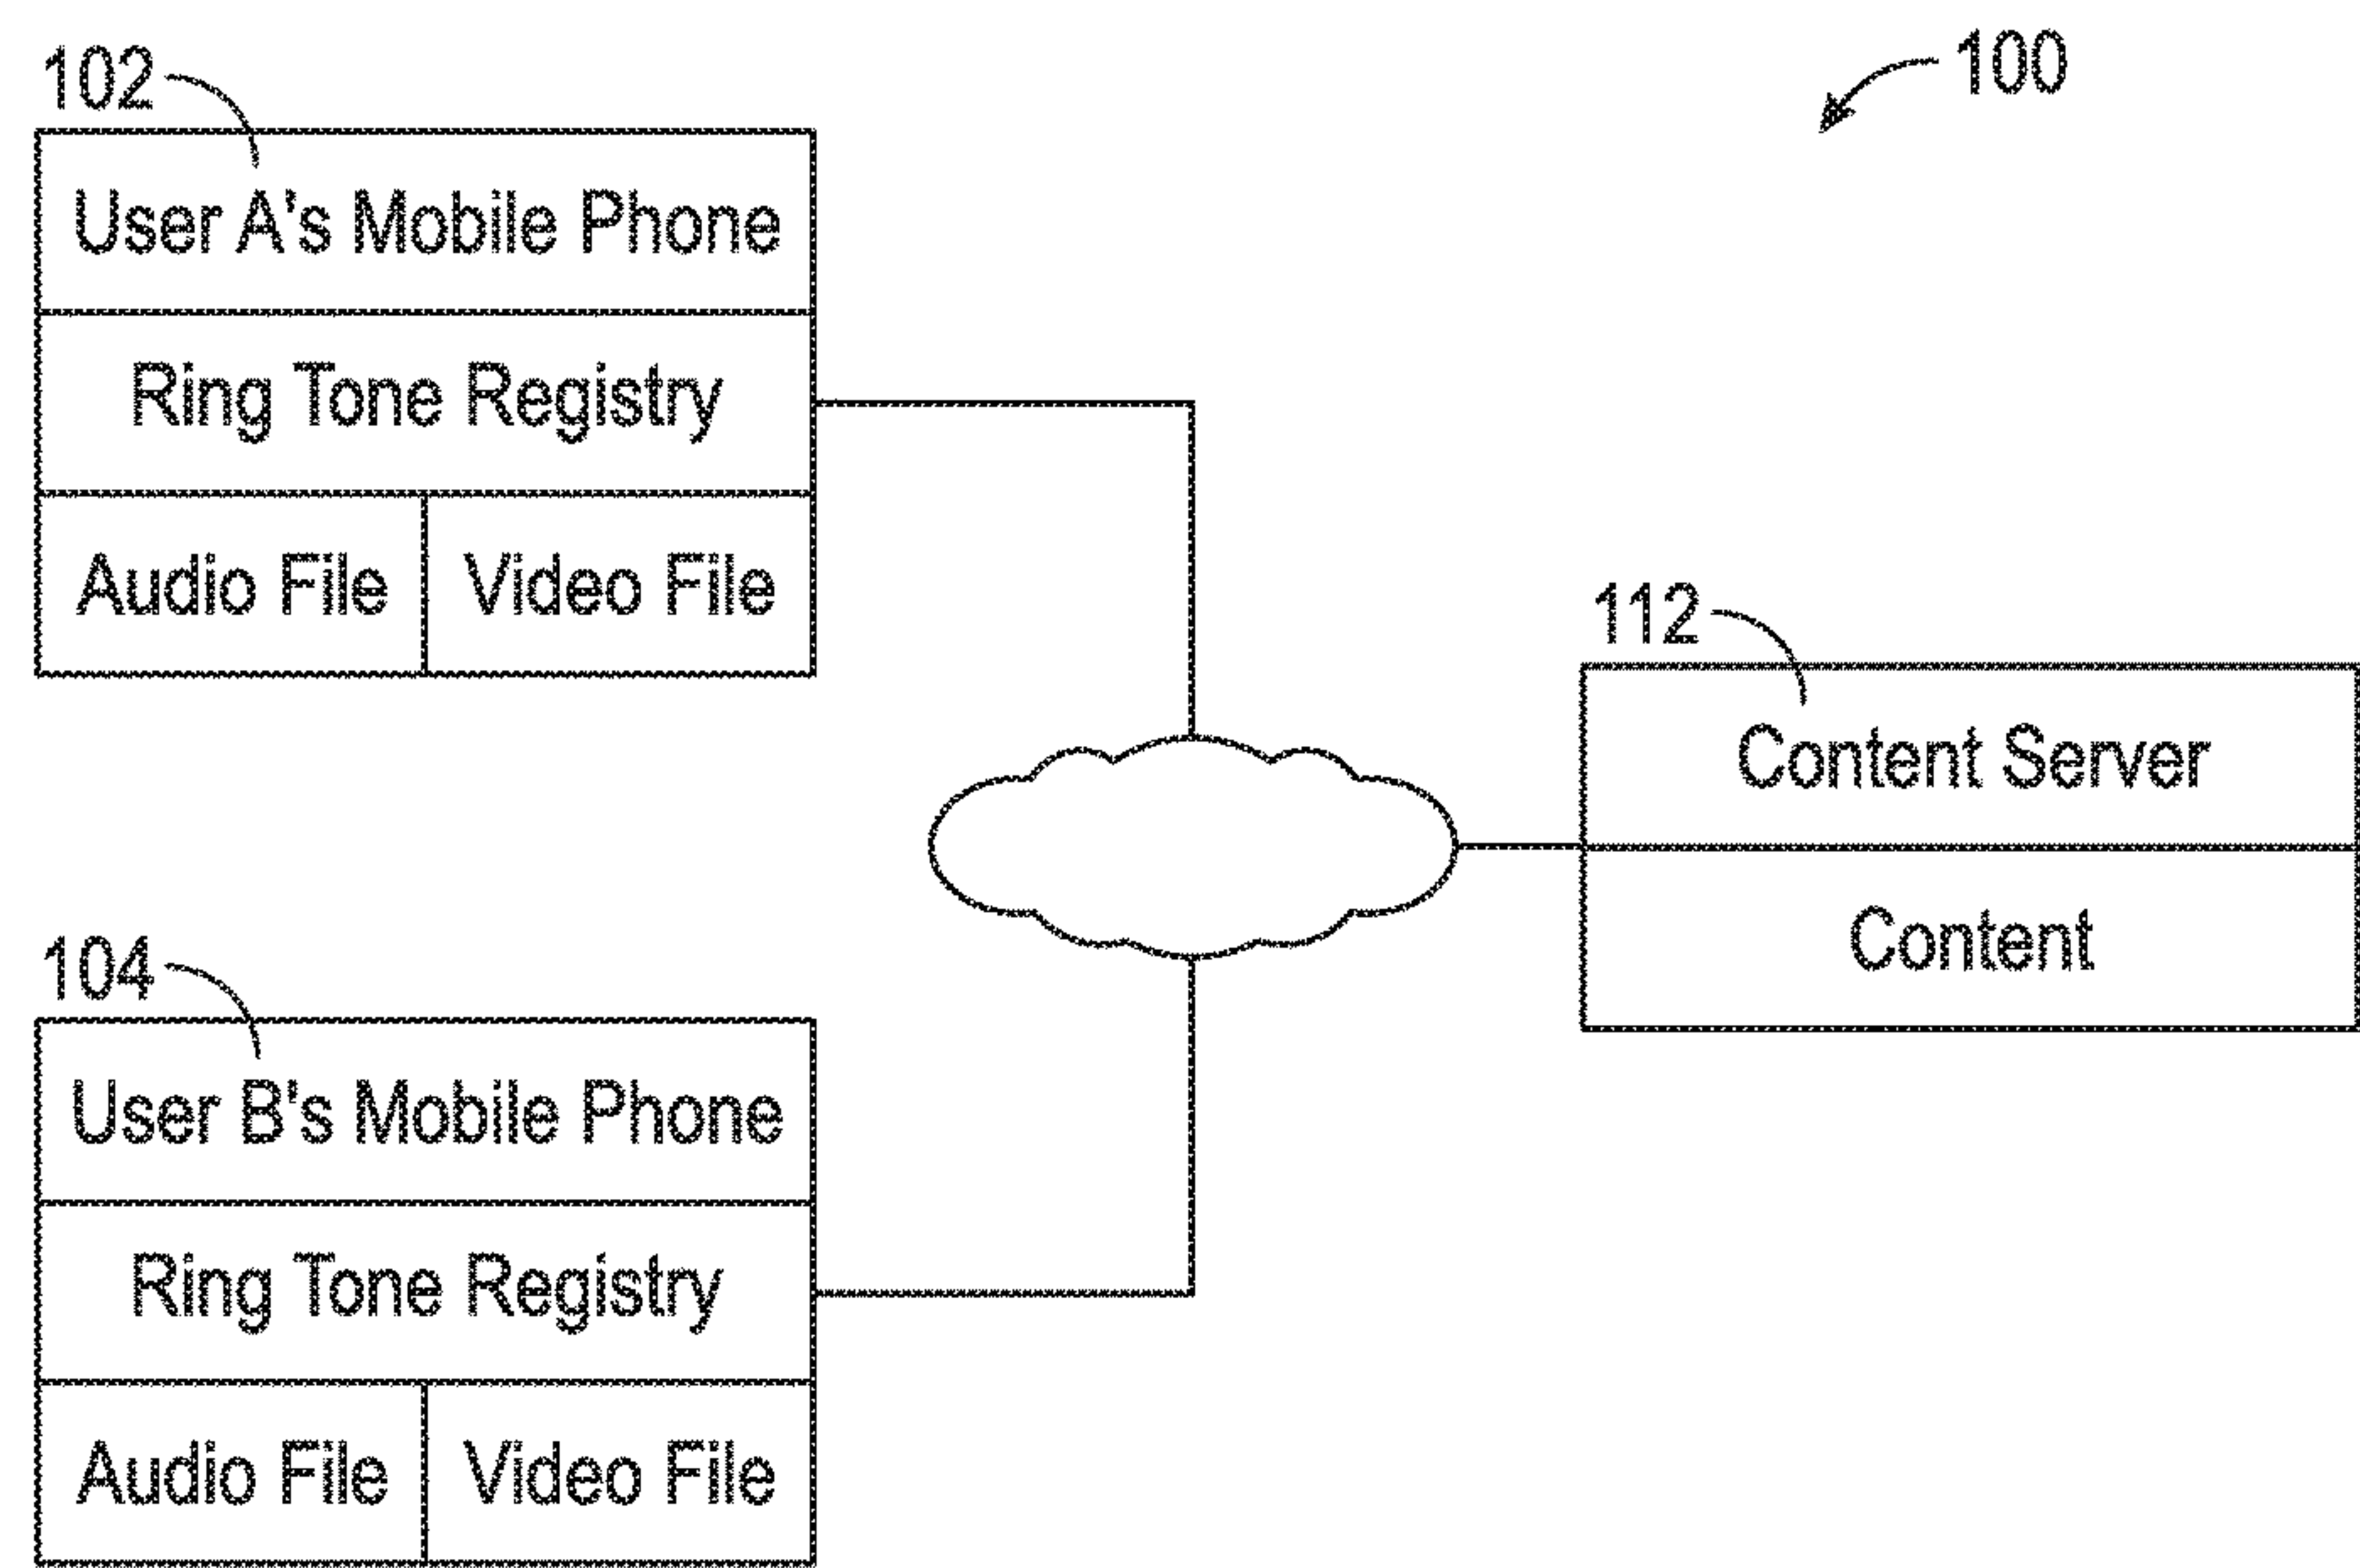 102
100
User A's Mobile Phone
Ring Tone Registry
Audio File
Video File
112
Content Server
Content
104
User B's Mobile Phone
Ring Tone Registry
Audio File
Video File